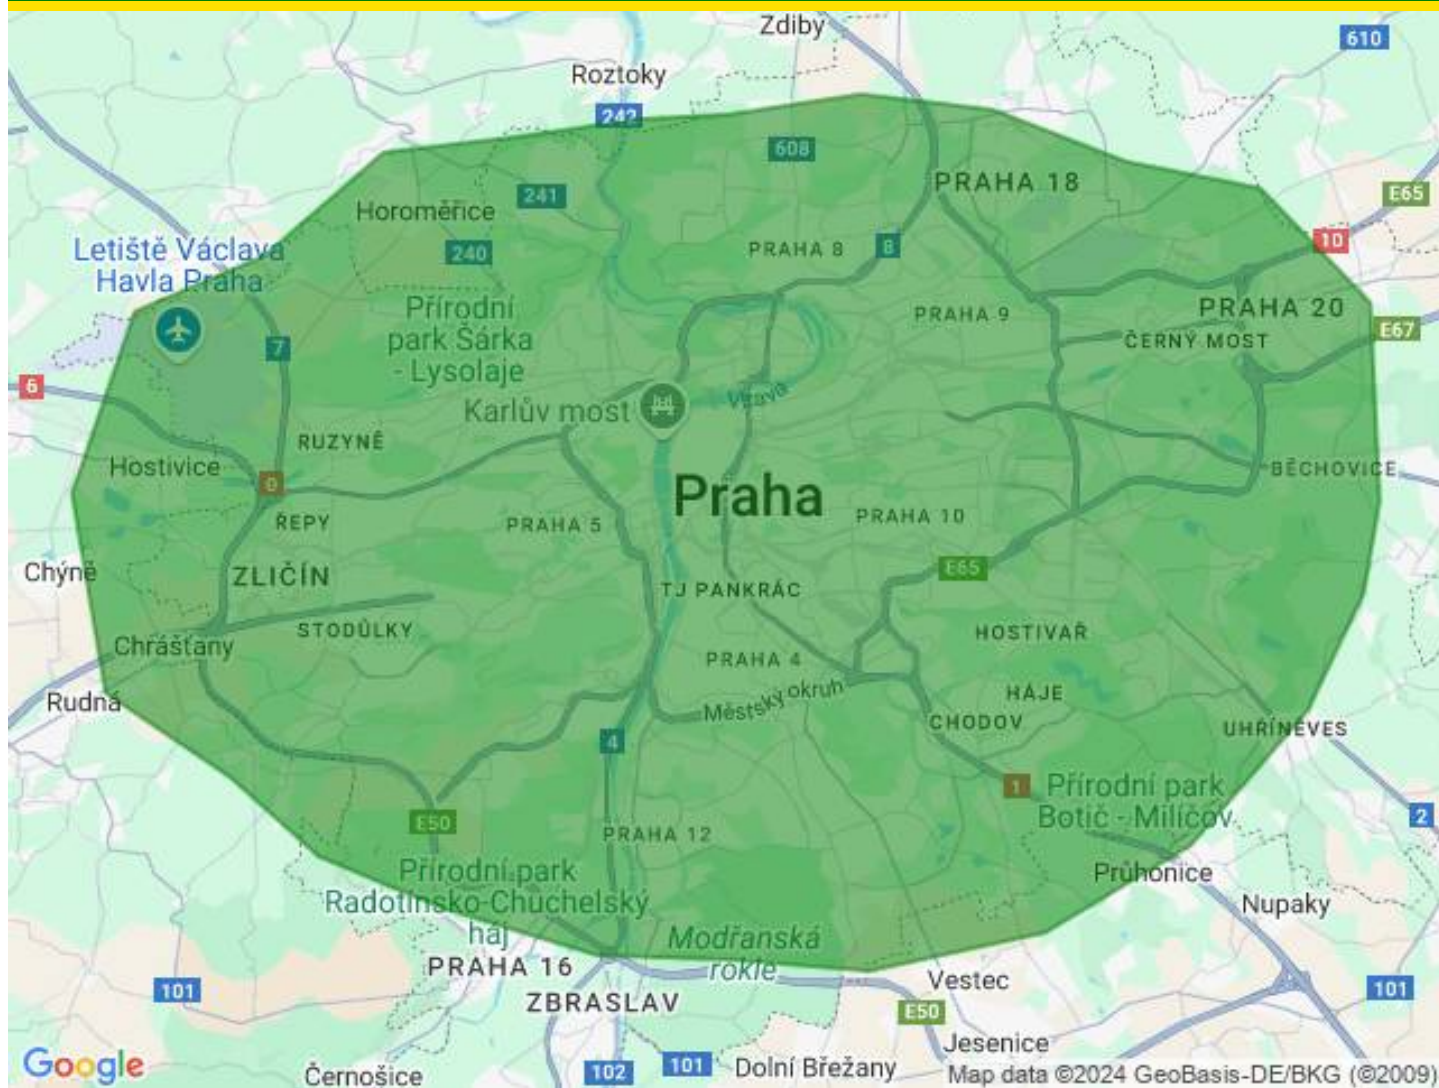 Zdiby
610
Roztoky
242
608
PRAHA 18
241
E65
Horoměřice
10
PRAHA 8
8
240
Letiště Václava
Havla Praha
Přírodní
park Šárka
- Lysolaje
PRAHA 20
PRAHA 9
E67
ČERNÝ MOST
7
6
Karlův most
Vltava
RUZYNĚ
Hostivice
BĚCHOVICE
0
Praha
ŘEPY
PRAHA 5
PRAHA 10
Chýně
ZLIČÍN
E65
TJ PANKRÁC
STODŮLKY
HOSTIVAŘ
Chrášťany
PRAHA 4
Rudná
Městský okruh
HÁJE
CHODOV
UHŘÍNĚVES
4
1
Přírodní park
Botič - Milíčov
2
E50
PRAHA 12
Přírodní park
Radotínsko-Chuchelský
háj
Průhonice
Nupaky
Modřanská
rokle
PRAHA 16
Vestec
101
ZBRASLAV
101
E50
Jesenice
Google
Černošice
102
101
Dolní Břežany
Map data ©2024 GeoBasis-DE/BKG (©2009)